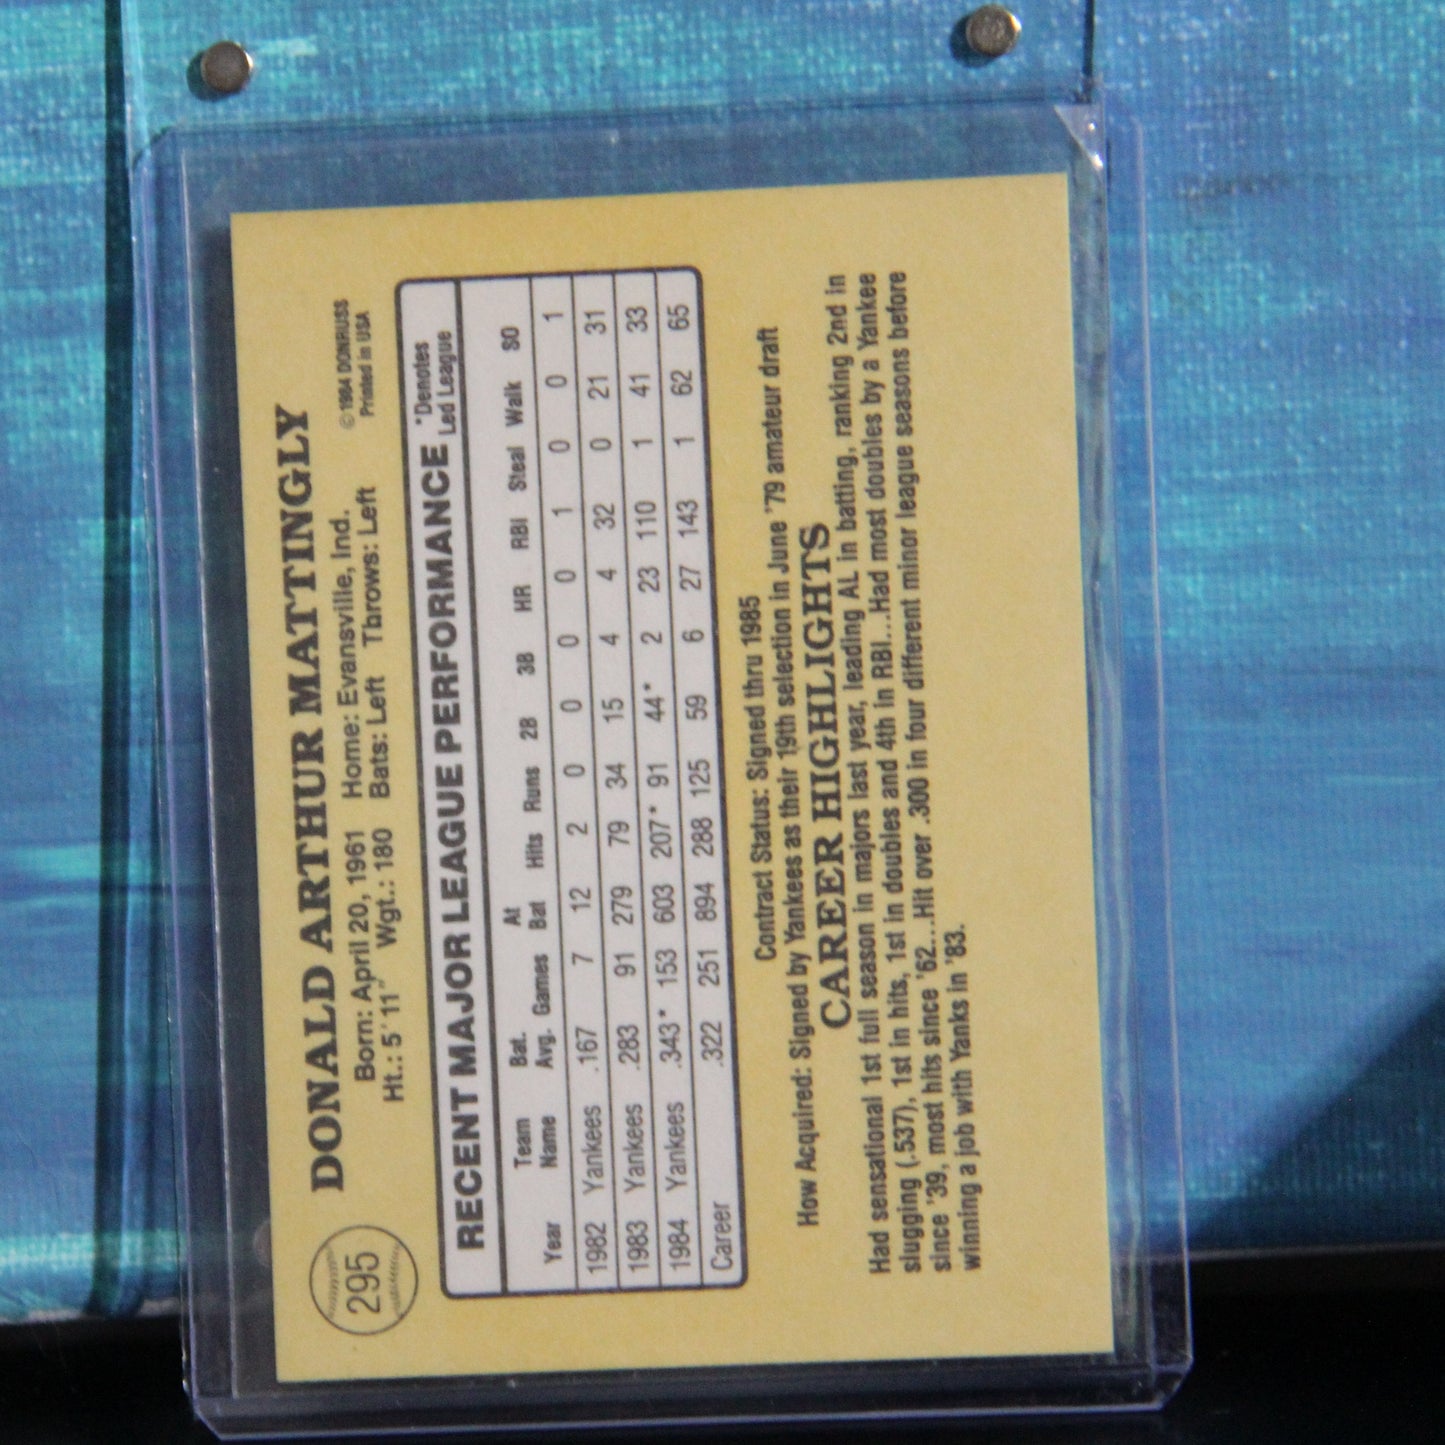 295
DONALD ARTHUR MATTINGLY
©1984 DONRUSS
Printed in USA
Born: April 20, 1961 Home: Evansville, Ind.
Ht.: 5'11" Wgt.: 180 Bats: Left Throws: Left
RECENT MAJOR LEAGUE PERFORMANCE *Denotes Led League
Year Team Name Bat. Avg. Games At Bat Hits Runs 2B 3B HR RBI Steal Walk SO
1982 Yankees .167 7 12 2 0 0 0 0 1 0 0 1
1983 Yankees .283 91 279 79 34 15 4 4 32 0 21 31
1984 Yankees .343* 153 603 207* 91 44* 2 23 110 1 41 33
Career .322 251 894 288 125 59 6 27 143 1 62 65
Contract Status: Signed thru 1985
How Acquired: Signed by Yankees as their 19th selection in June '79 amateur draft
CAREER HIGHLIGHTS
Had sensational 1st full season in majors last year, leading AL in batting, ranking 2nd in
slugging (.537), 1st in hits, 1st in doubles and 4th in RBI...Had most doubles by a Yankee
since '39, most hits since '62...Hit over .300 in four different minor league seasons before
winning a job with Yanks in '83.